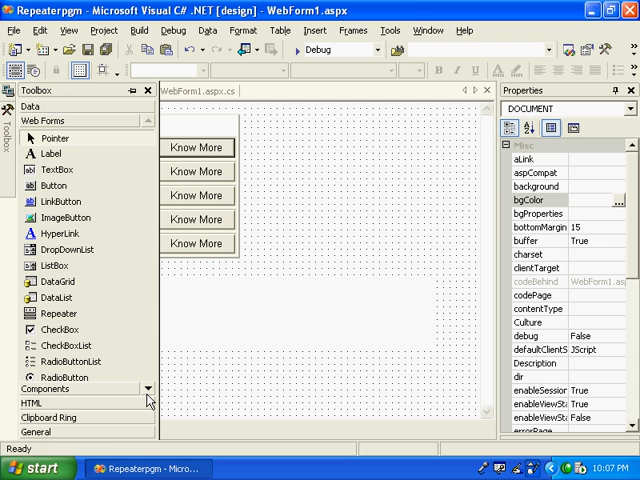 Repeaterpgm - Microsoft Visual C# .NET [design] - WebForm1.aspx
File Edit View Project Build Debug Data Format Table Insert Frames Tools Window Help
Debug
B I U
Toolbox
Toolbox
Data
Web Forms
Pointer
Label
TextBox
Button
LinkButton
ImageButton
HyperLink
DropDownList
ListBox
DataGrid
DataList
Repeater
CheckBox
CheckBoxList
RadioButtonList
RadioButton
Components
HTML
Clipboard Ring
General
WebForm1.aspx.cs
Know More
Know More
Know More
Know More
Know More
Properties
DOCUMENT
Misc
aLink
aspCompat
background
bgColor ...
bgProperties
bottomMargin 15
buffer True
charset
clientTarget
codeBehind WebForm1.asp
codePage
contentType
Culture
debug False
defaultClientS JScript
Description
dir
enableSession True
enableViewSta True
enableViewSta False
errorPage
Ready
start
Repeaterpgm - Micro...
10:07 PM